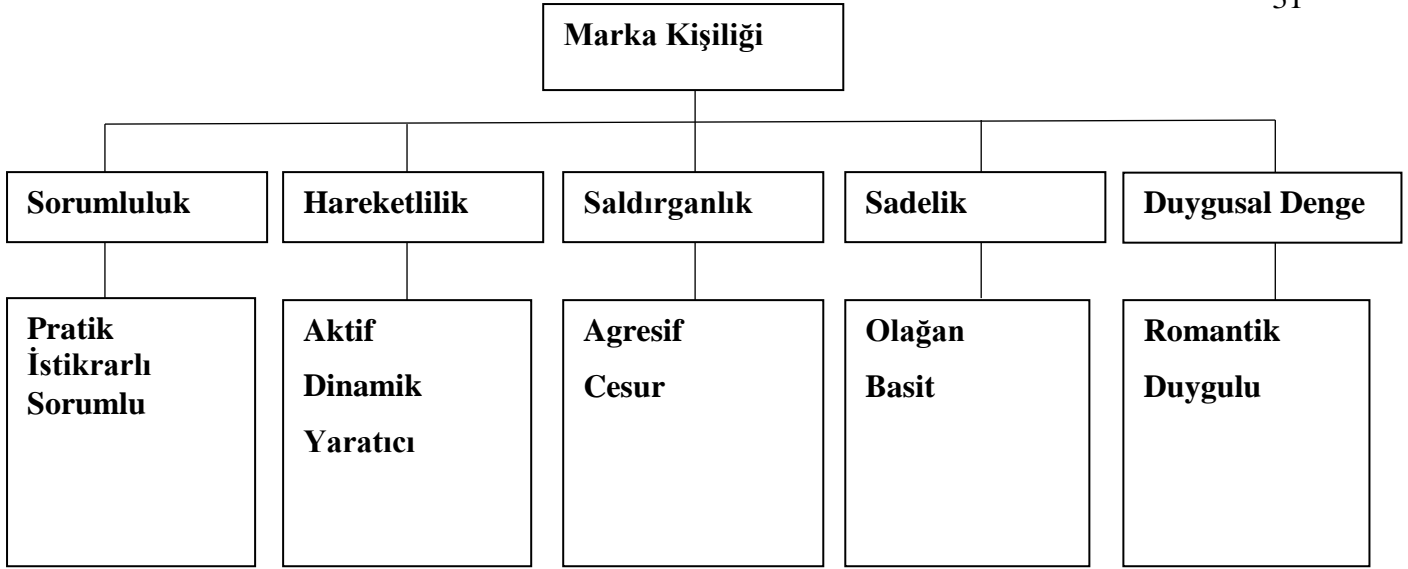 Marka Kişiliği
Sorumluluk
Hareketlilik
Saldırganlık
Sadelik
Duygusal Denge
Pratik
İstikrarlı
Sorumlu
Aktif
Dinamik
Yaratıcı
Agresif
Cesur
Olağan
Basit
Romantik
Duygulu